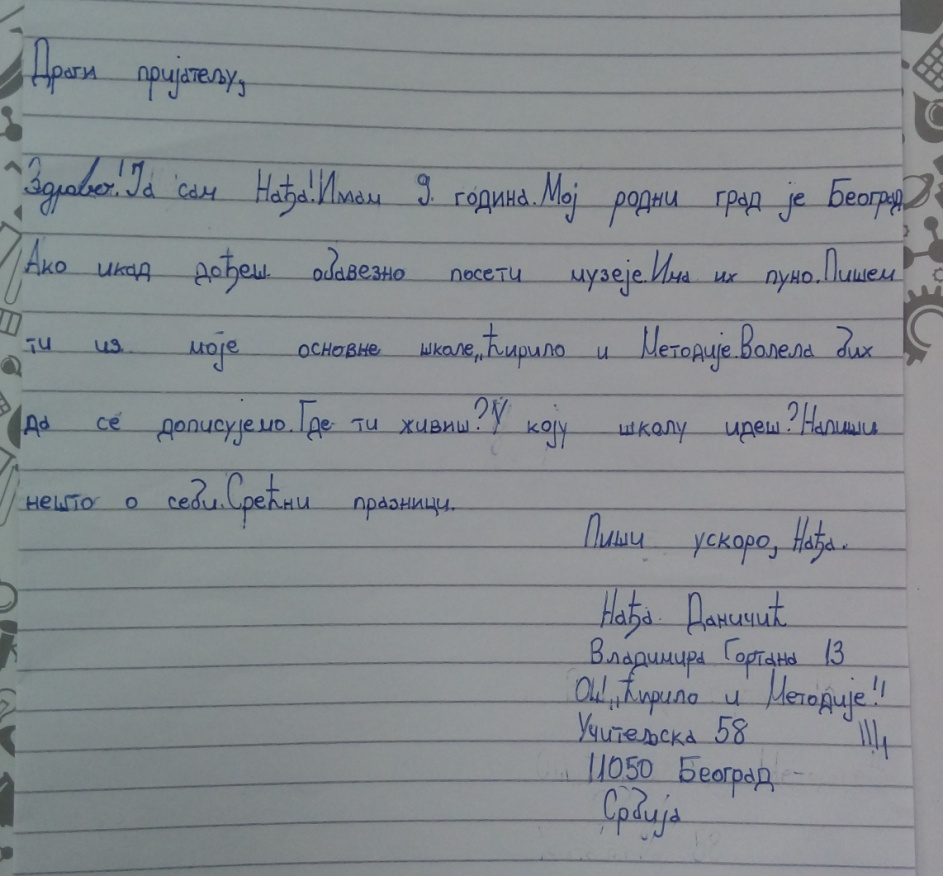 Драги пријатељу,
Здраво! Ја сам Нађа! Имам 9. година. Мој родни град је Београд
Ако икад дођеш обавезно посети музеје. Има их пуно. Пишем
ти из моје основне школе „Ћирило и Методије. Волела бих
да се дописујемо. Где ти живиш? У коју школу идеш? Напиши
нешто о себи. Срећни празници.
Пиши ускоро, Нађа.
Нађа Даничић
Владимира Гортана 13
ОШ „Ћирило и Методије"
Учитељска 58 III4
11050 Београд
Србија